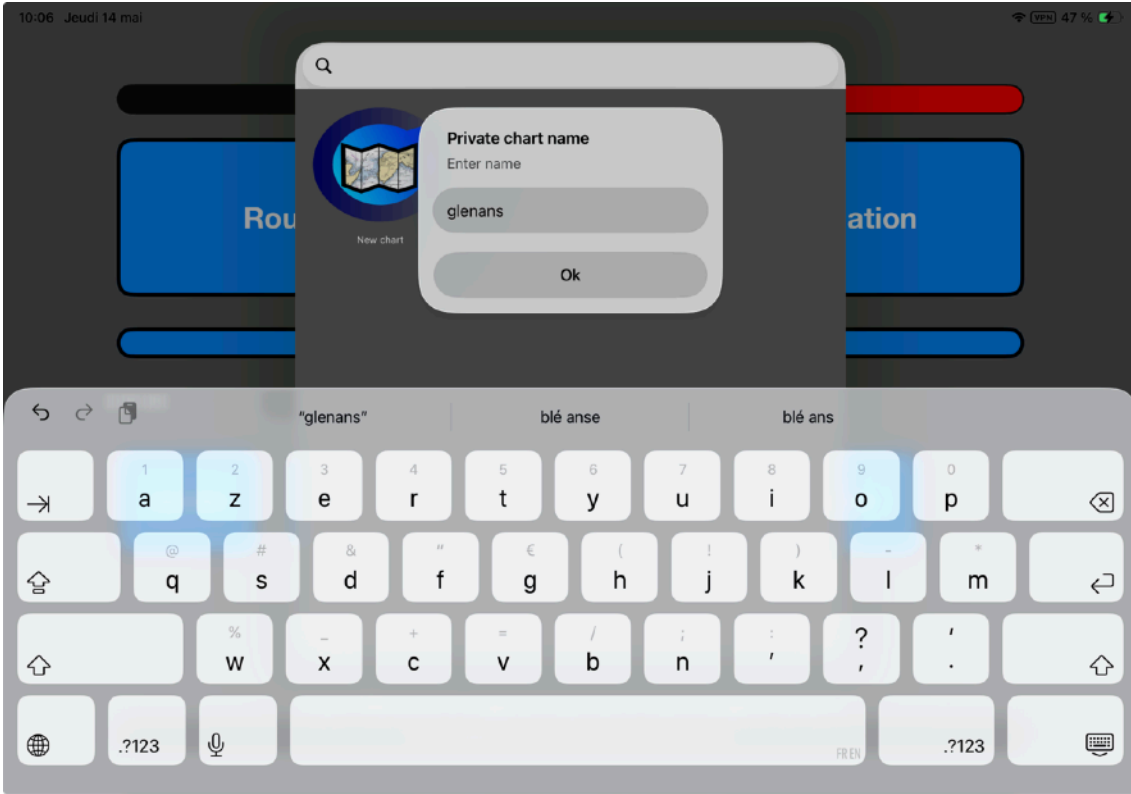 10:06 Jeudi 14 mai
VPN 47 %
Private chart name
Enter name
glenans
Ok
New chart
Rou
ation
“glenans” blé anse blé ans
1 2 3 4 5 6 7 8 9 0
a z e r t y u i o p
@ # & " € ( ! ) - *
q s d f g h j k l m
% _ + = / ; : ? '
w x c v b n ' , .
.?123 .?123
FR EN